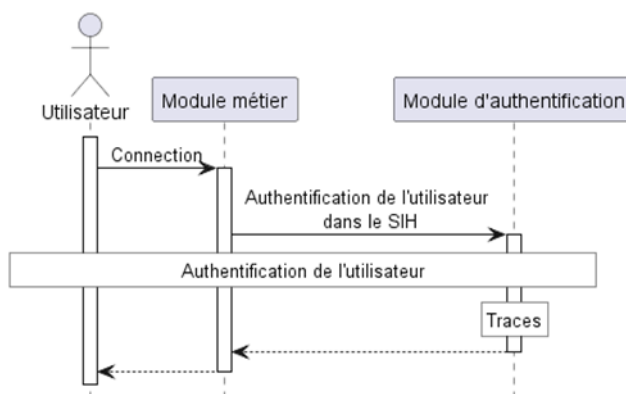 Utilisateur
Module métier
Module d'authentification
Connection
Authentification de l'utilisateur
dans le SIH
Authentification de l'utilisateur
Traces